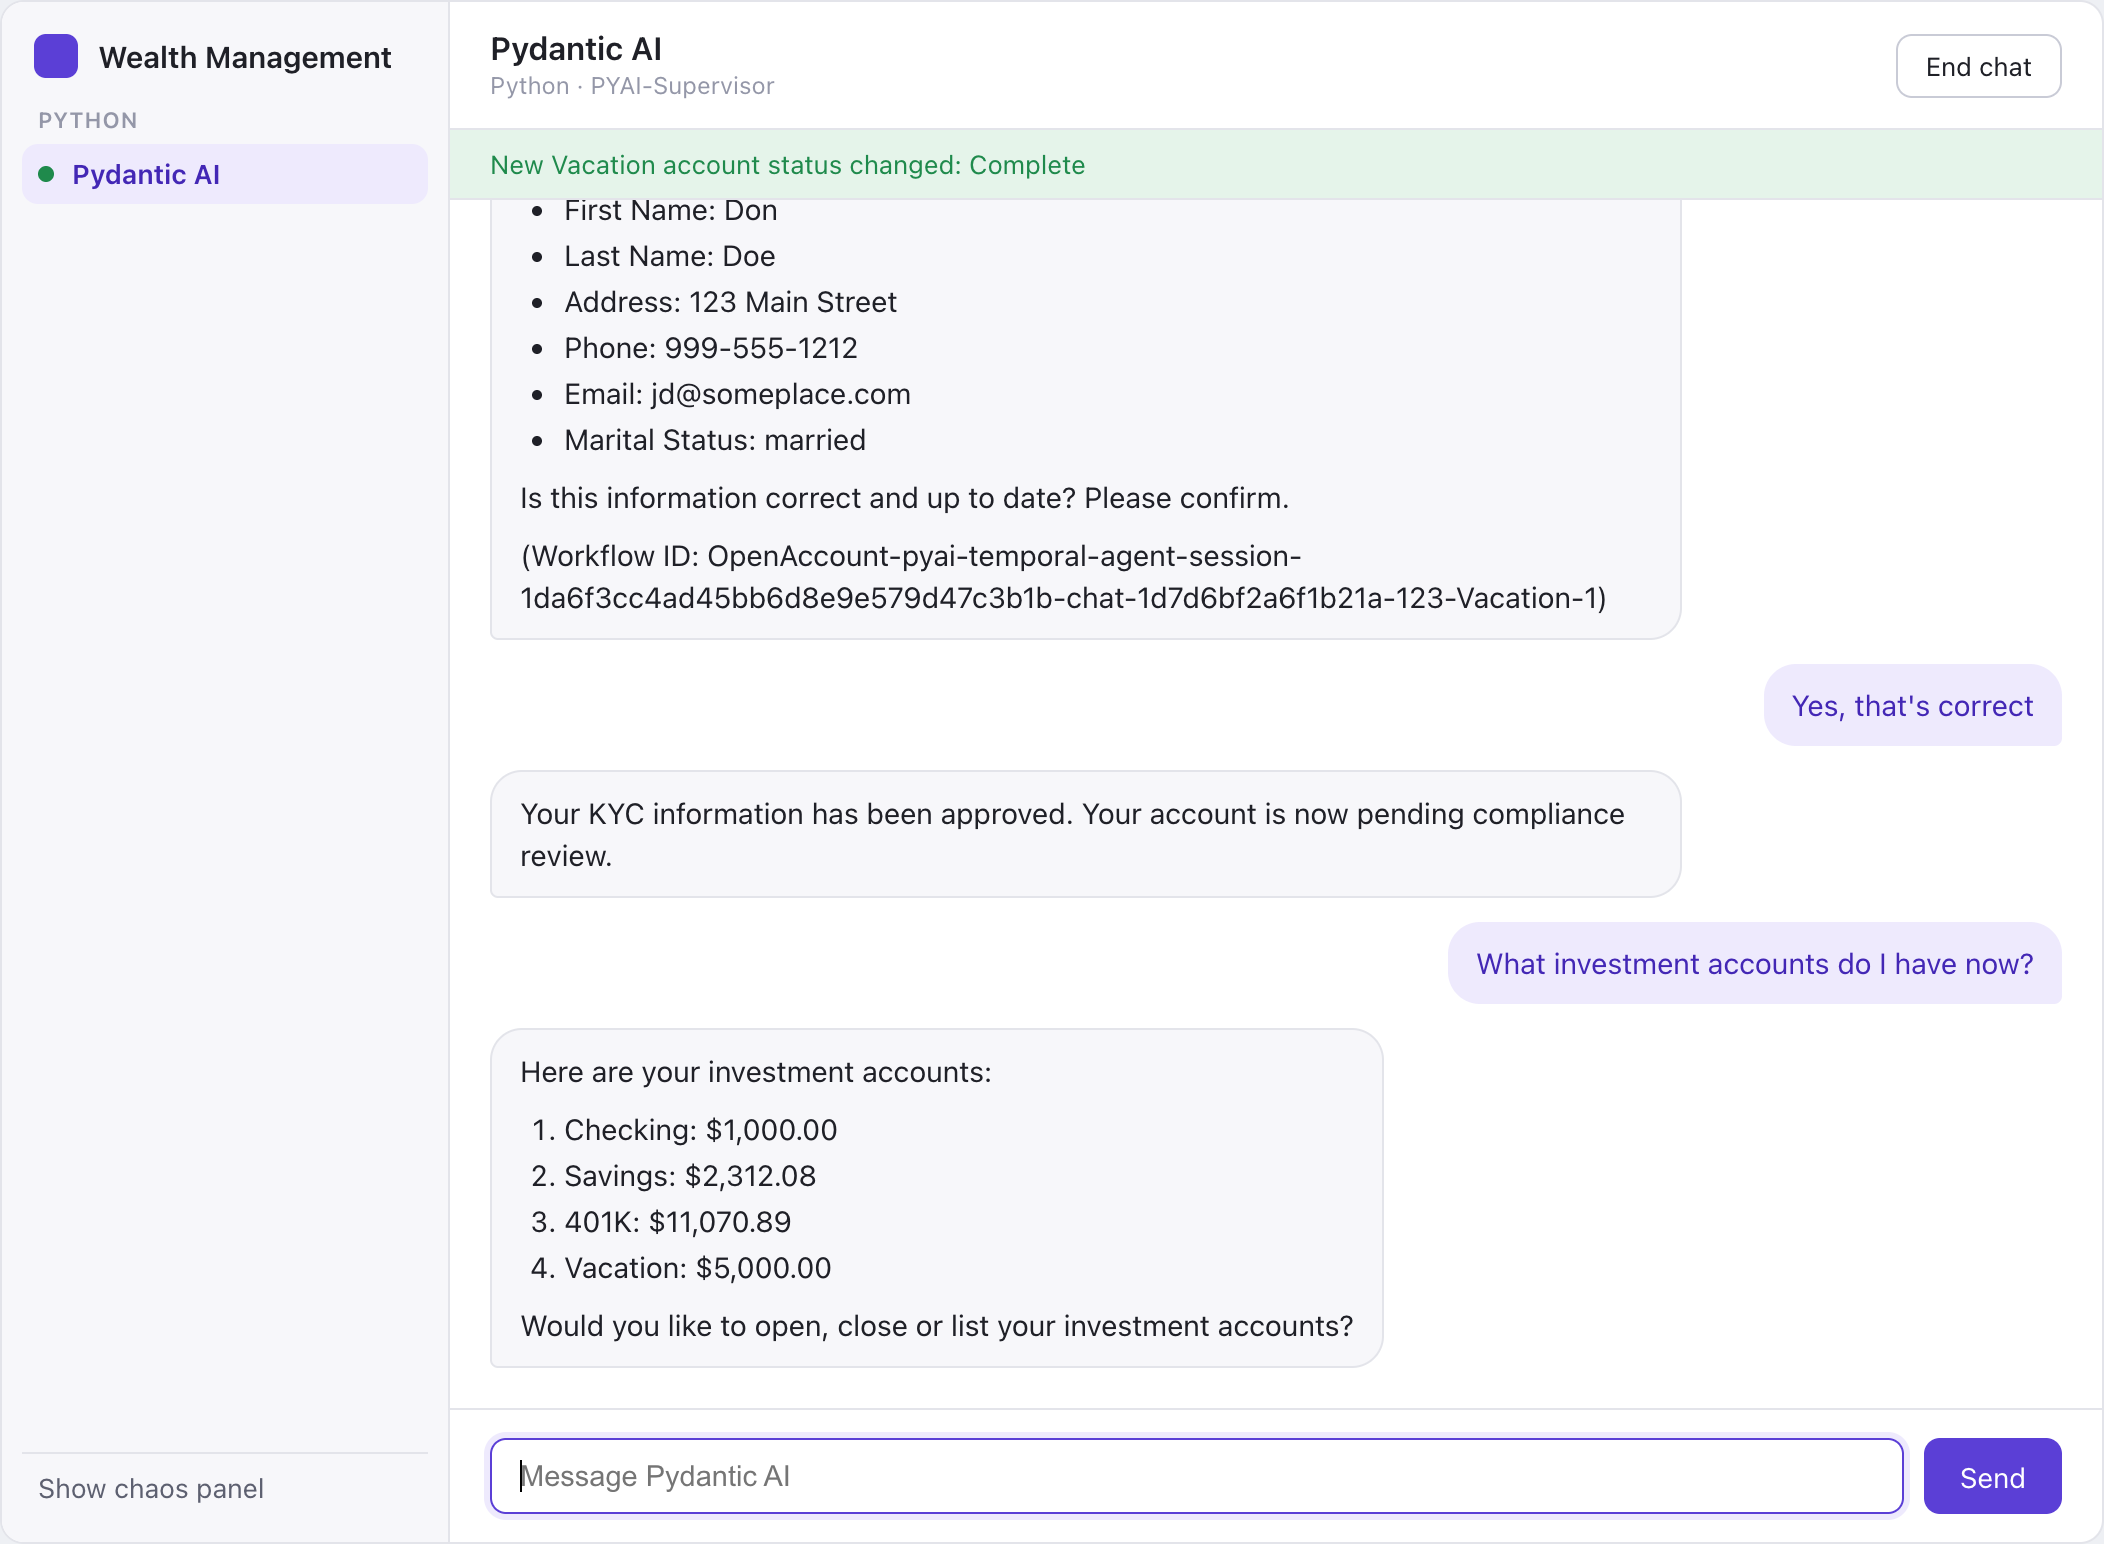 Wealth Management
PYTHON
Pydantic AI
Show chaos panel
Pydantic AI
Python · PYAI-Supervisor
End chat
New Vacation account status changed: Complete
• First Name: Don
• Last Name: Doe
• Address: 123 Main Street
• Phone: 999-555-1212
• Email: jd@someplace.com
• Marital Status: married
Is this information correct and up to date? Please confirm.
(Workflow ID: OpenAccount-pyai-temporal-agent-session-
1da6f3cc4ad45bb6d8e9e579d47c3b1b-chat-1d7d6bf2a6f1b21a-123-Vacation-1)
Yes, that's correct
Your KYC information has been approved. Your account is now pending compliance
review.
What investment accounts do I have now?
Here are your investment accounts:
1. Checking: $1,000.00
2. Savings: $2,312.08
3. 401K: $11,070.89
4. Vacation: $5,000.00
Would you like to open, close or list your investment accounts?
Message Pydantic AI
Send